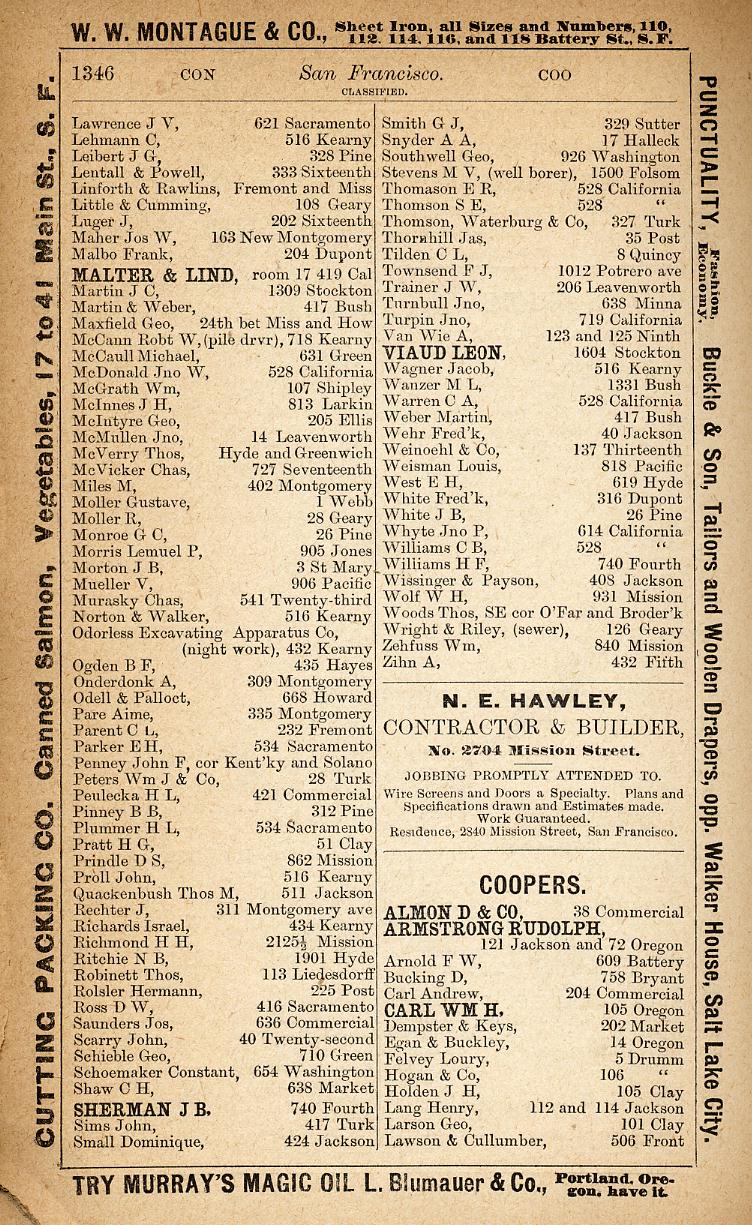 W. W. MONTAGUE & CO., Sheet Iron, all Sizes and Numbers, 110, 112, 114, 116, and 118 Battery St., S. F.
1346 CON San Francisco. COO
CLASSIFIED.
Lawrence J V, 621 Sacramento
Lehmann C, 516 Kearny
Leibert J G, 328 Pine
Lentall & Powell, 333 Sixteenth
Linforth & Rawlins, Fremont and Miss
Little & Cumming, 108 Geary
Luger J, 202 Sixteenth
Maher Jos W, 163 New Montgomery
Malbo Frank, 204 Dupont
MALTER & LIND, room 17 419 Cal
Martin J C, 1309 Stockton
Martin & Weber, 417 Bush
Maxfield Geo, 24th bet Miss and How
McCann Robt W, (pile drvr), 718 Kearny
McCaull Michael, 631 Green
McDonald Jno W, 528 California
McGrath Wm, 107 Shipley
McInnes J H, 813 Larkin
McIntyre Geo, 205 Ellis
McMullen Jno, 14 Leavenworth
McVerry Thos, Hyde and Greenwich
McVicker Chas, 727 Seventeenth
Miles M, 402 Montgomery
Moller Gustave, 1 Webb
Moller R, 28 Geary
Monroe G C, 26 Pine
Morris Lemuel P, 905 Jones
Morton J B, 3 St Mary
Mueller V, 906 Pacific
Murasky Chas, 541 Twenty-third
Norton & Walker, 516 Kearny
Odorless Excavating Apparatus Co,
(night work), 432 Kearny
Ogden B F, 435 Hayes
Onderdonk A, 309 Montgomery
Odell & Palloct, 668 Howard
Pare Aime, 335 Montgomery
Parent C L, 232 Fremont
Parker E H, 534 Sacramento
Penney John F, cor Kent'ky and Solano
Peters Wm J & Co, 28 Turk
Peulecka H L, 421 Commercial
Pinney B B, 312 Pine
Plummer H L, 534 Sacramento
Pratt H G, 51 Clay
Prindle D S, 862 Mission
Proll John, 516 Kearny
Quackenbush Thos M, 511 Jackson
Rechter J, 311 Montgomery ave
Richards Israel, 434 Kearny
Richmond H H, 2125½ Mission
Ritchie N B, 1901 Hyde
Robinett Thos, 113 Liedesdorff
Rolsler Hermann, 225 Post
Ross D W, 416 Sacramento
Saunders Jos, 636 Commercial
Scarry John, 40 Twenty-second
Schieble Geo, 710 Green
Schoemaker Constant, 654 Washington
Shaw C H, 638 Market
SHERMAN J B. 740 Fourth
Sims John, 417 Turk
Small Dominique, 424 Jackson
Smith G J, 329 Sutter
Snyder A A, 17 Halleck
Southwell Geo, 926 Washington
Stevens M V, (well borer), 1500 Folsom
Thomason E R, 528 California
Thomson S E, 528 "
Thomson, Waterburg & Co, 327 Turk
Thornhill Jas, 35 Post
Tilden C L, 8 Quincy
Townsend F J, 1012 Potrero ave
Trainer J W, 206 Leavenworth
Turnbull Jno, 638 Minna
Turpin Jno, 719 California
Van Wie A, 123 and 125 Ninth
VIAUD LEON, 1604 Stockton
Wagner Jacob, 516 Kearny
Wanzer M L, 1331 Bush
Warren C A, 528 California
Weber Martin, 417 Bush
Wehr Fred'k, 40 Jackson
Weinoehl & Co, 137 Thirteenth
Weisman Louis, 818 Pacific
West E H, 619 Hyde
White Fred'k, 316 Dupont
White J B, 26 Pine
Whyte Jno P, 614 California
Williams C B, 528 "
Williams H F, 740 Fourth
Wissinger & Payson, 408 Jackson
Wolf W H, 931 Mission
Woods Thos, SE cor O'Far and Broder'k
Wright & Riley, (sewer), 126 Geary
Zehfuss Wm, 840 Mission
Zihn A, 432 Fifth
N. E. HAWLEY,
CONTRACTOR & BUILDER,
No. 2704 Mission Street.
JOBBING PROMPTLY ATTENDED TO.
Wire Screens and Doors a Specialty. Plans and
Specifications drawn and Estimates made.
Work Guaranteed.
Residence, 2840 Mission Street, San Francisco.
COOPERS.
ALMON D & CO, 38 Commercial
ARMSTRONG RUDOLPH,
121 Jackson and 72 Oregon
Arnold F W, 609 Battery
Bucking D, 758 Bryant
Carl Andrew, 204 Commercial
CARL WM H. 105 Oregon
Dempster & Keys, 202 Market
Egan & Buckley, 14 Oregon
Felvey Loury, 5 Drumm
Hogan & Co, 106 "
Holden J H, 105 Clay
Lang Henry, 112 and 114 Jackson
Larson Geo, 101 Clay
Lawson & Cullumber, 506 Front
TRY MURRAY'S MAGIC OIL L. Blumauer & Co., Portland, Oregon, have it.
CUTTING PACKING CO. Canned Salmon, Vegetables, 17 to 41 Main St., S. F.
PUNCTUALITY, Fashion, Economy, Buckle & Son, Tailors and Woolen Drapers, opp. Walker House, Salt Lake City.